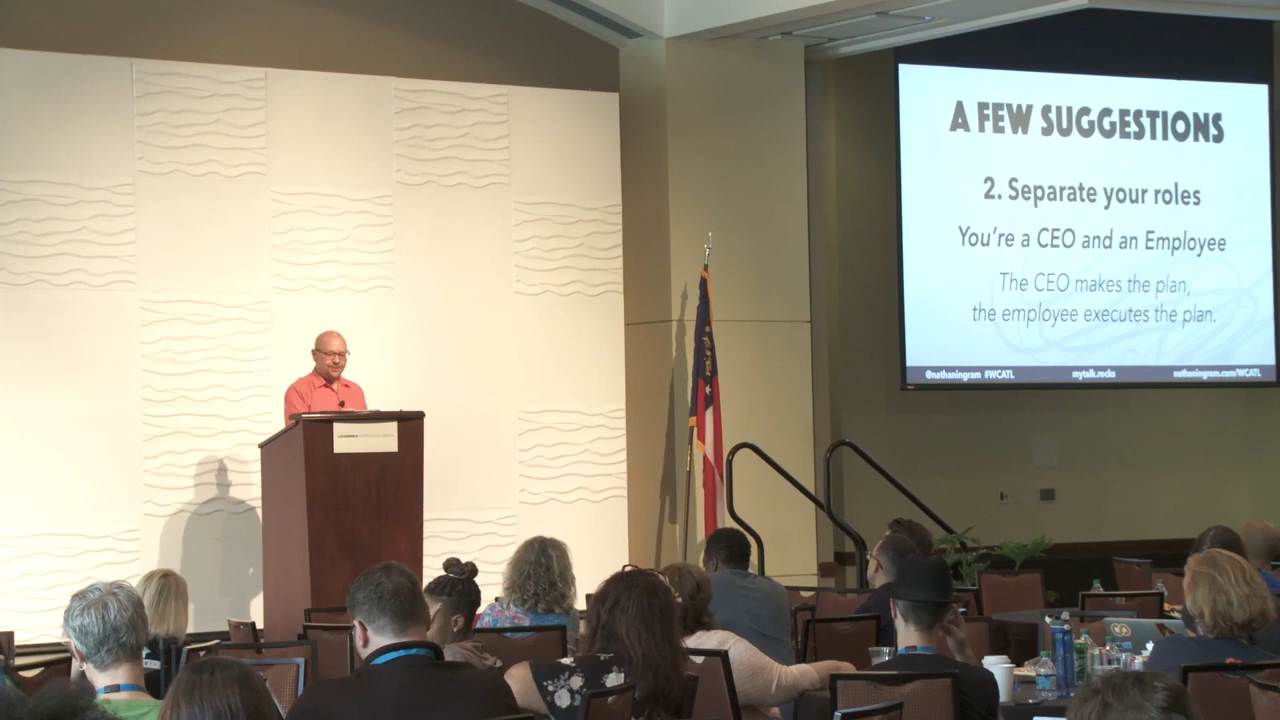 A FEW SUGGESTIONS
2. Separate your roles
You're a CEO and an Employee
The CEO makes the plan,
the employee executes the plan.
@nathaningram #WCATL mytalk.rocks nathaningram.com/WCATL